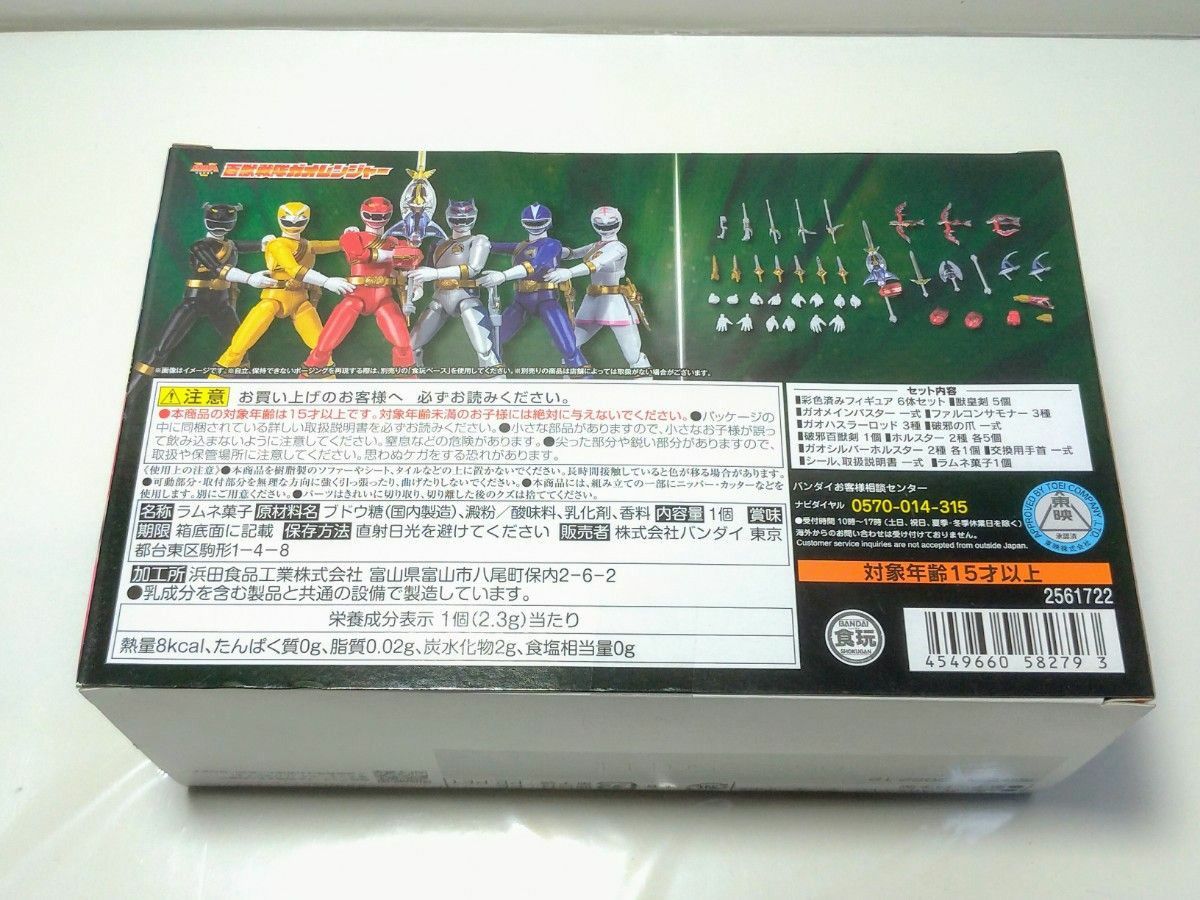 百獣戦隊ガオレンジャー
※画像はイメージです。※自立、保持できないポージングを再現する際は、別売りの「食玩ベース」を使用してください。※別売りの商品は店舗によっては取扱がない場合がございます。
注意 お買い上げのお客様へ 必ずお読みください。
●本商品の対象年齢は15才以上です。対象年齢未満のお子様には絶対に与えないでください。●パッケージの
中に同梱されている詳しい取扱説明書を必ずお読みください。●小さな部品がありますので、小さなお子様が誤っ
て飲み込まないように注意してください。窒息などの危険があります。●尖った部分や鋭い部分がありますので、
取扱や保管場所に注意してください。思わぬケガをする恐れがあります。
《使用上の注意》●本商品を樹脂製のソファーやシート、タイルなどの上に置かないでください。長時間接触していると色が移る場合があります。
●可動部分・取付部分を無理な方向に強く引っ張ったり、曲げたりしないでください。●本商品には、組み立ての一部にニッパー・カッターなどを
使用します。別にご用意ください。●パーツはきれいに切り取り、切り離した後のクズは捨ててください。
名称 ラムネ菓子 原材料名 ブドウ糖(国内製造)、澱粉/酸味料、乳化剤、香料 内容量 1個 賞味
期限 箱底面に記載 保存方法 直射日光を避けてください 販売者 株式会社バンダイ 東京
都台東区駒形1-4-8
加工所 浜田食品工業株式会社 富山県富山市八尾町保内2-6-2
●乳成分を含む製品と共通の設備で製造しています。
栄養成分表示 1個(2.3g)当たり
熱量8kcal、たんぱく質0g、脂質0.02g、炭水化物2g、食塩相当量0g
セット内容
■彩色済みフィギュア 6体セット ■獣皇剣 5個
■ガオメインバスター 一式 ■ファルコンサモナー 3種
■ガオハスラーロッド 3種 ■破邪の爪 一式
■破邪百獣剣 1個 ■ホルスター 2種 各5個
■ガオシルバーホルスター 2種 各1個 ■交換用手首 一式
■シール、取扱説明書 一式 ■ラムネ菓子1個
バンダイお客様相談センター
ナビダイヤル 0570-014-315
●受付時間 10時~17時(土日、祝日、夏季・冬季休業日を除く)
海外からのお問い合わせは受け付けておりません。
Customer service inquiries are not accepted from outside Japan.
APPROVED BY TOEI COMPANY,LTD.
東映
承認済
東映株式会社
対象年齢15才以上
2561722
BANDAI
食玩
SHOKUGAN
4549660 58279 3